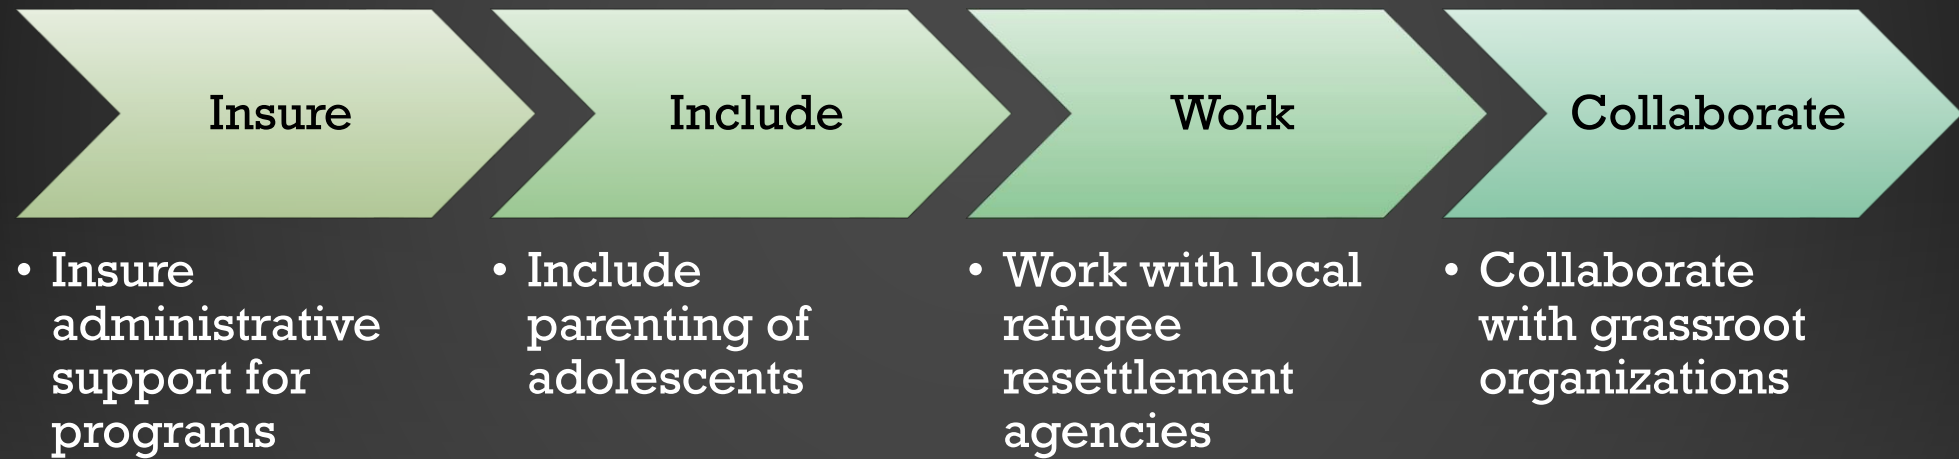 Insure
Include
Work
Collaborate
• Insure
administrative
support for
programs
• Include
parenting of
adolescents
• Work with local
refugee
resettlement
agencies
• Collaborate
with grassroot
organizations